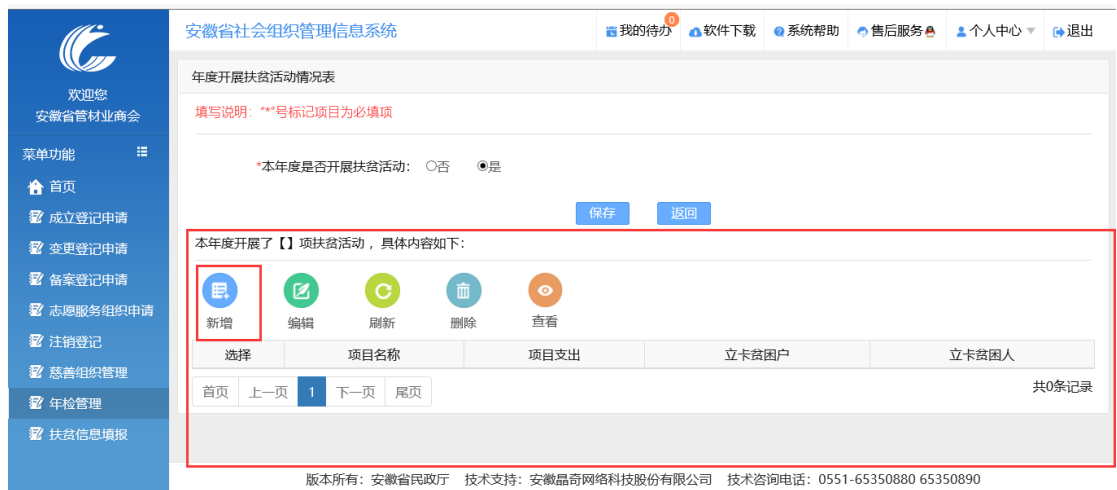 安徽省社会组织管理信息系统 我的待办 0 软件下载 系统帮助 售后服务 个人中心 退出
欢迎您
安徽省管材业商会
菜单功能
首页
成立登记申请
变更登记申请
备案登记申请
志愿服务组织申请
注销登记
慈善组织管理
年检管理
扶贫信息填报
年度开展扶贫活动情况表
填写说明："*"号标记项目为必填项
*本年度是否开展扶贫活动： 否 是
保存 返回
本年度开展了【】项扶贫活动，具体内容如下：
新增 编辑 刷新 删除 查看
选择 项目名称 项目支出 立卡贫困户 立卡贫困人
首页 上一页 1 下一页 尾页 共0条记录
版本所有：安徽省民政厅 技术支持：安徽晶奇网络科技股份有限公司 技术咨询电话：0551-65350880 65350890